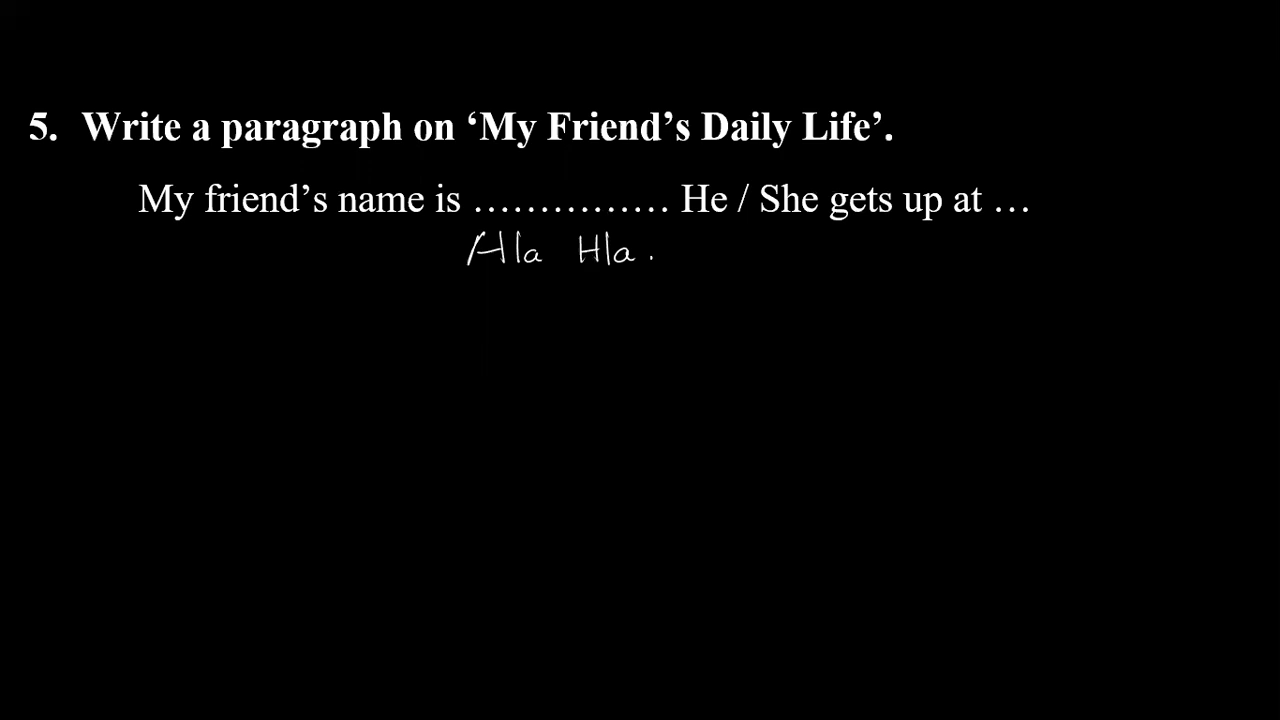 5. Write a paragraph on ‘My Friend’s Daily Life’.
My friend’s name is …………… He / She gets up at …
Hla Hla .